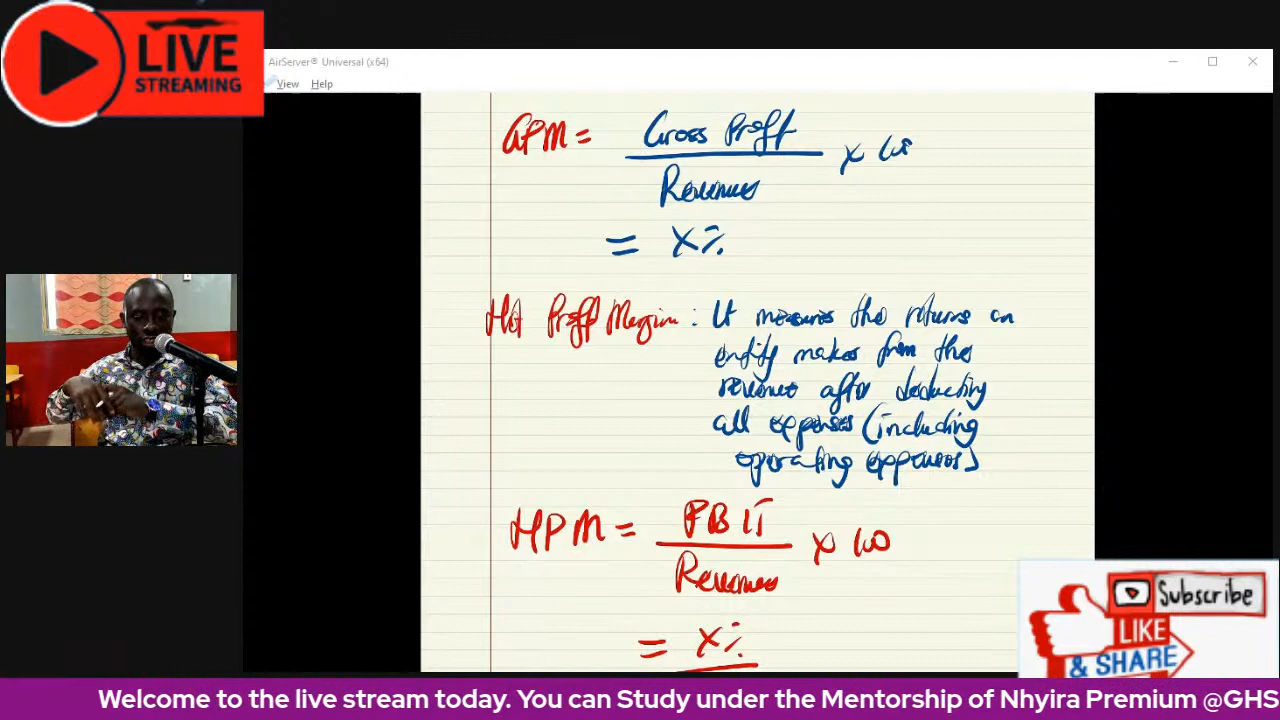 LIVE
STREAMING
AirServer® Universal (x64)
View Help
GPM = Gross Profit
Revenue
x 100
= X%
Net Profit Margin : It measures the returns an
entity makes from the
revenue after deducting
all expenses (including
operating expenses)
NPM = PBIT
Revenue
x 100
= X%
Subscribe
LIKE
& SHARE
Welcome to the live stream today. You can Study under the Mentorship of Nhyira Premium @GHS